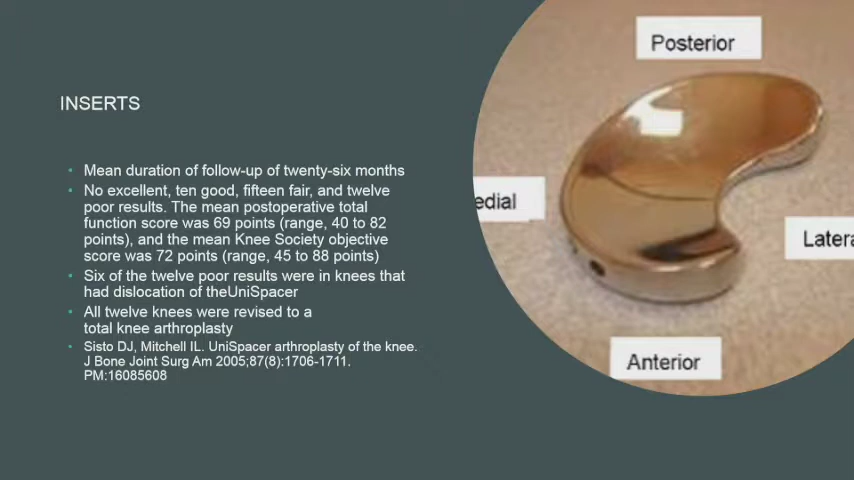 INSERTS
Mean duration of follow-up of twenty-six months
No excellent, ten good, fifteen fair, and twelve
poor results. The mean postoperative total
function score was 69 points (range, 40 to 82
points), and the mean Knee Society objective
score was 72 points (range, 45 to 88 points)
Six of the twelve poor results were in knees that
had dislocation of theUniSpacer
All twelve knees were revised to a
total knee arthroplasty
Sisto DJ, Mitchell IL. UniSpacer arthroplasty of the knee.
J Bone Joint Surg Am 2005;87(8):1706-1711.
PM:16085608
Posterior
edial
Latera
Anterior